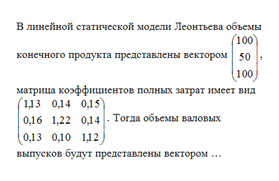 В линейной статической модели Леонтьева объемы
конечного продукта представлены вектором (100
50
100),
матрица коэффициентов полных затрат имеет вид
(1,13 0,14 0,15
0,16 1,22 0,14
0,13 0,10 1,12). Тогда объемы валовых
выпусков будут представлены вектором …